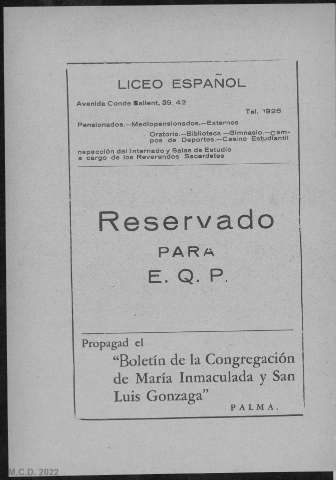 LICEO ESPAÑOL
Avenida Conde Sallent, 39, 43
Tel. 1926
Pensionados.—Mediopensionados.—Externos
Oratorio.—Biblioteca—Gimnasio.—Cam-
pos de Deportes.—Casino Estudiantil
nspección del Internado y Salas de Estudio
a cargo de los Reverendos Sacerdotes
Reservado
PARA
E. Q. P.
Propagad el
"Boletín de la Congregación
de María Inmaculada y San
Luis Gonzaga"
PALMA.
M.C.D. 2022